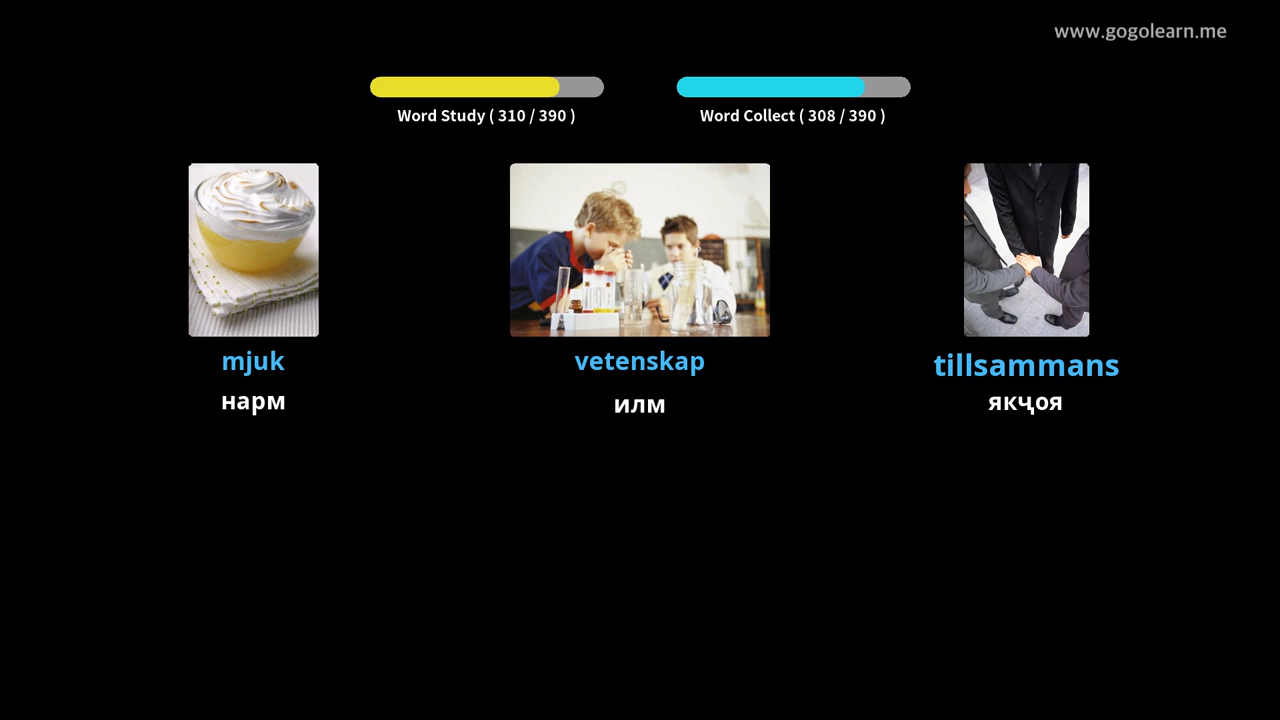 www.gogolearn.me
Word Study ( 310 / 390 )
Word Collect ( 308 / 390 )
mjuk
vetenskap
tillsammans
нарм
илм
якҷоя